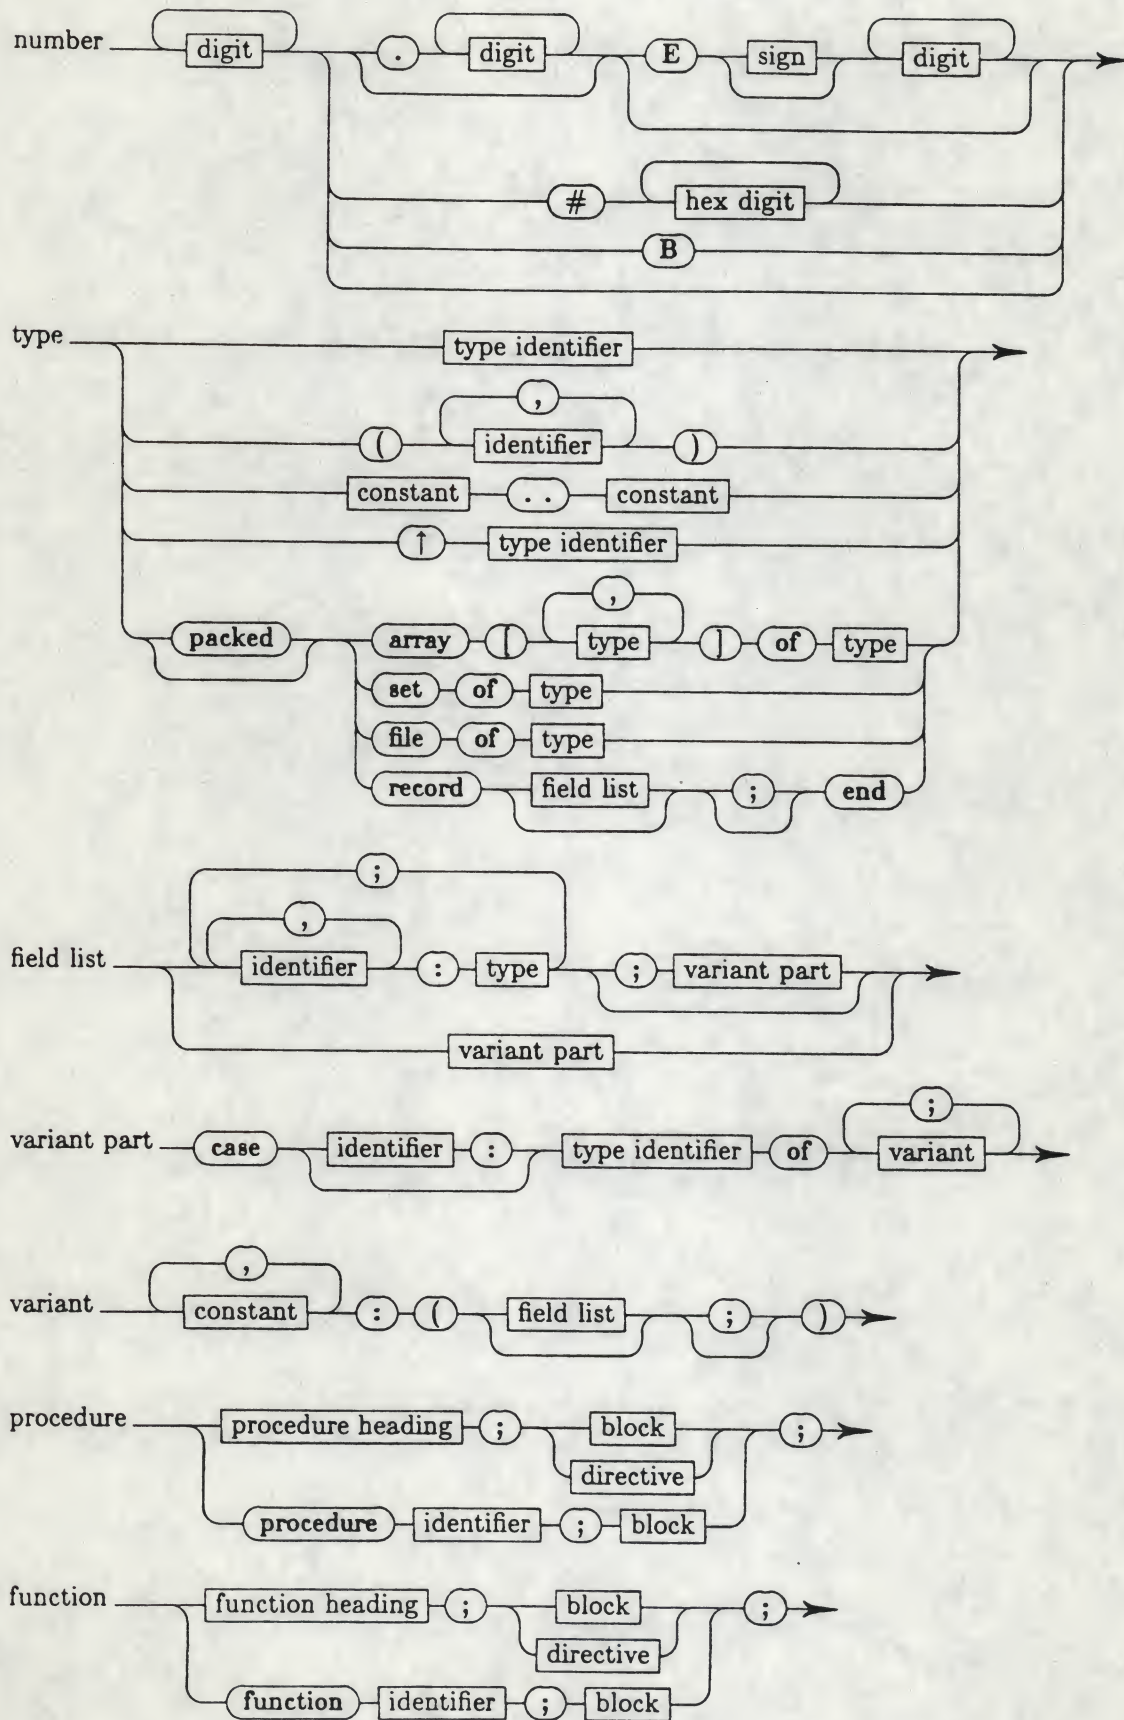 number digit . digit E sign digit
# hex digit
B
type type identifier
,
( identifier )
constant .. constant
↑ type identifier
,
packed array [ type ] of type
set of type
file of type
record field list ; end
;
,
field list identifier : type ; variant part
variant part
;
variant part case identifier : type identifier of variant
,
variant constant : ( field list ; )
procedure procedure heading ; block ;
directive
procedure identifier ; block
function function heading ; block ;
directive
function identifier ; block